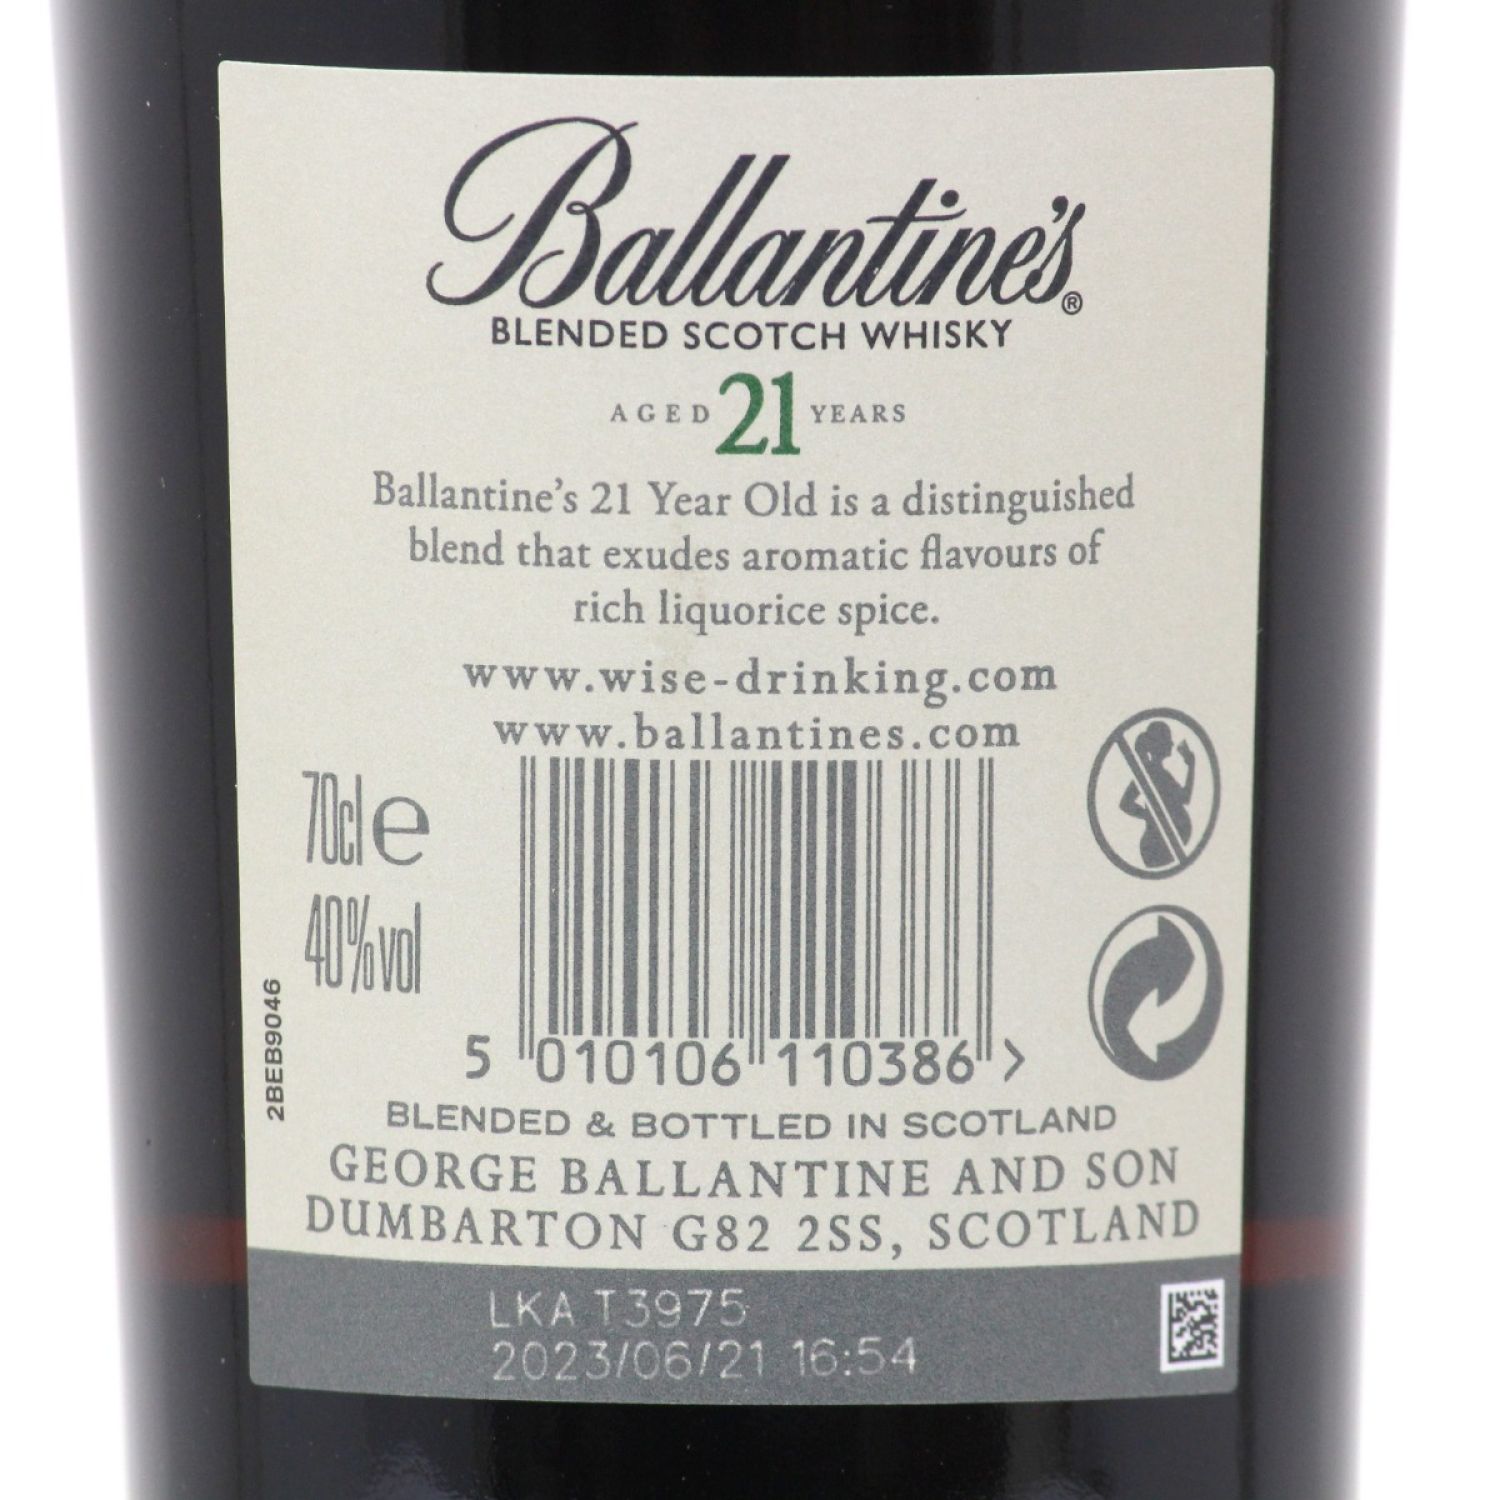 Ballantine's®
BLENDED SCOTCH WHISKY
AGED 21 YEARS
Ballantine's 21 Year Old is a distinguished
blend that exudes aromatic flavours of
rich liquorice spice.
www.wise-drinking.com
www.ballantines.com
70cl e
40%vol
2BEB9046
5 010106 110386 >
BLENDED & BOTTLED IN SCOTLAND
GEORGE BALLANTINE AND SON
DUMBARTON G82 2SS, SCOTLAND
LKA T3975
2023/06/21 16:54